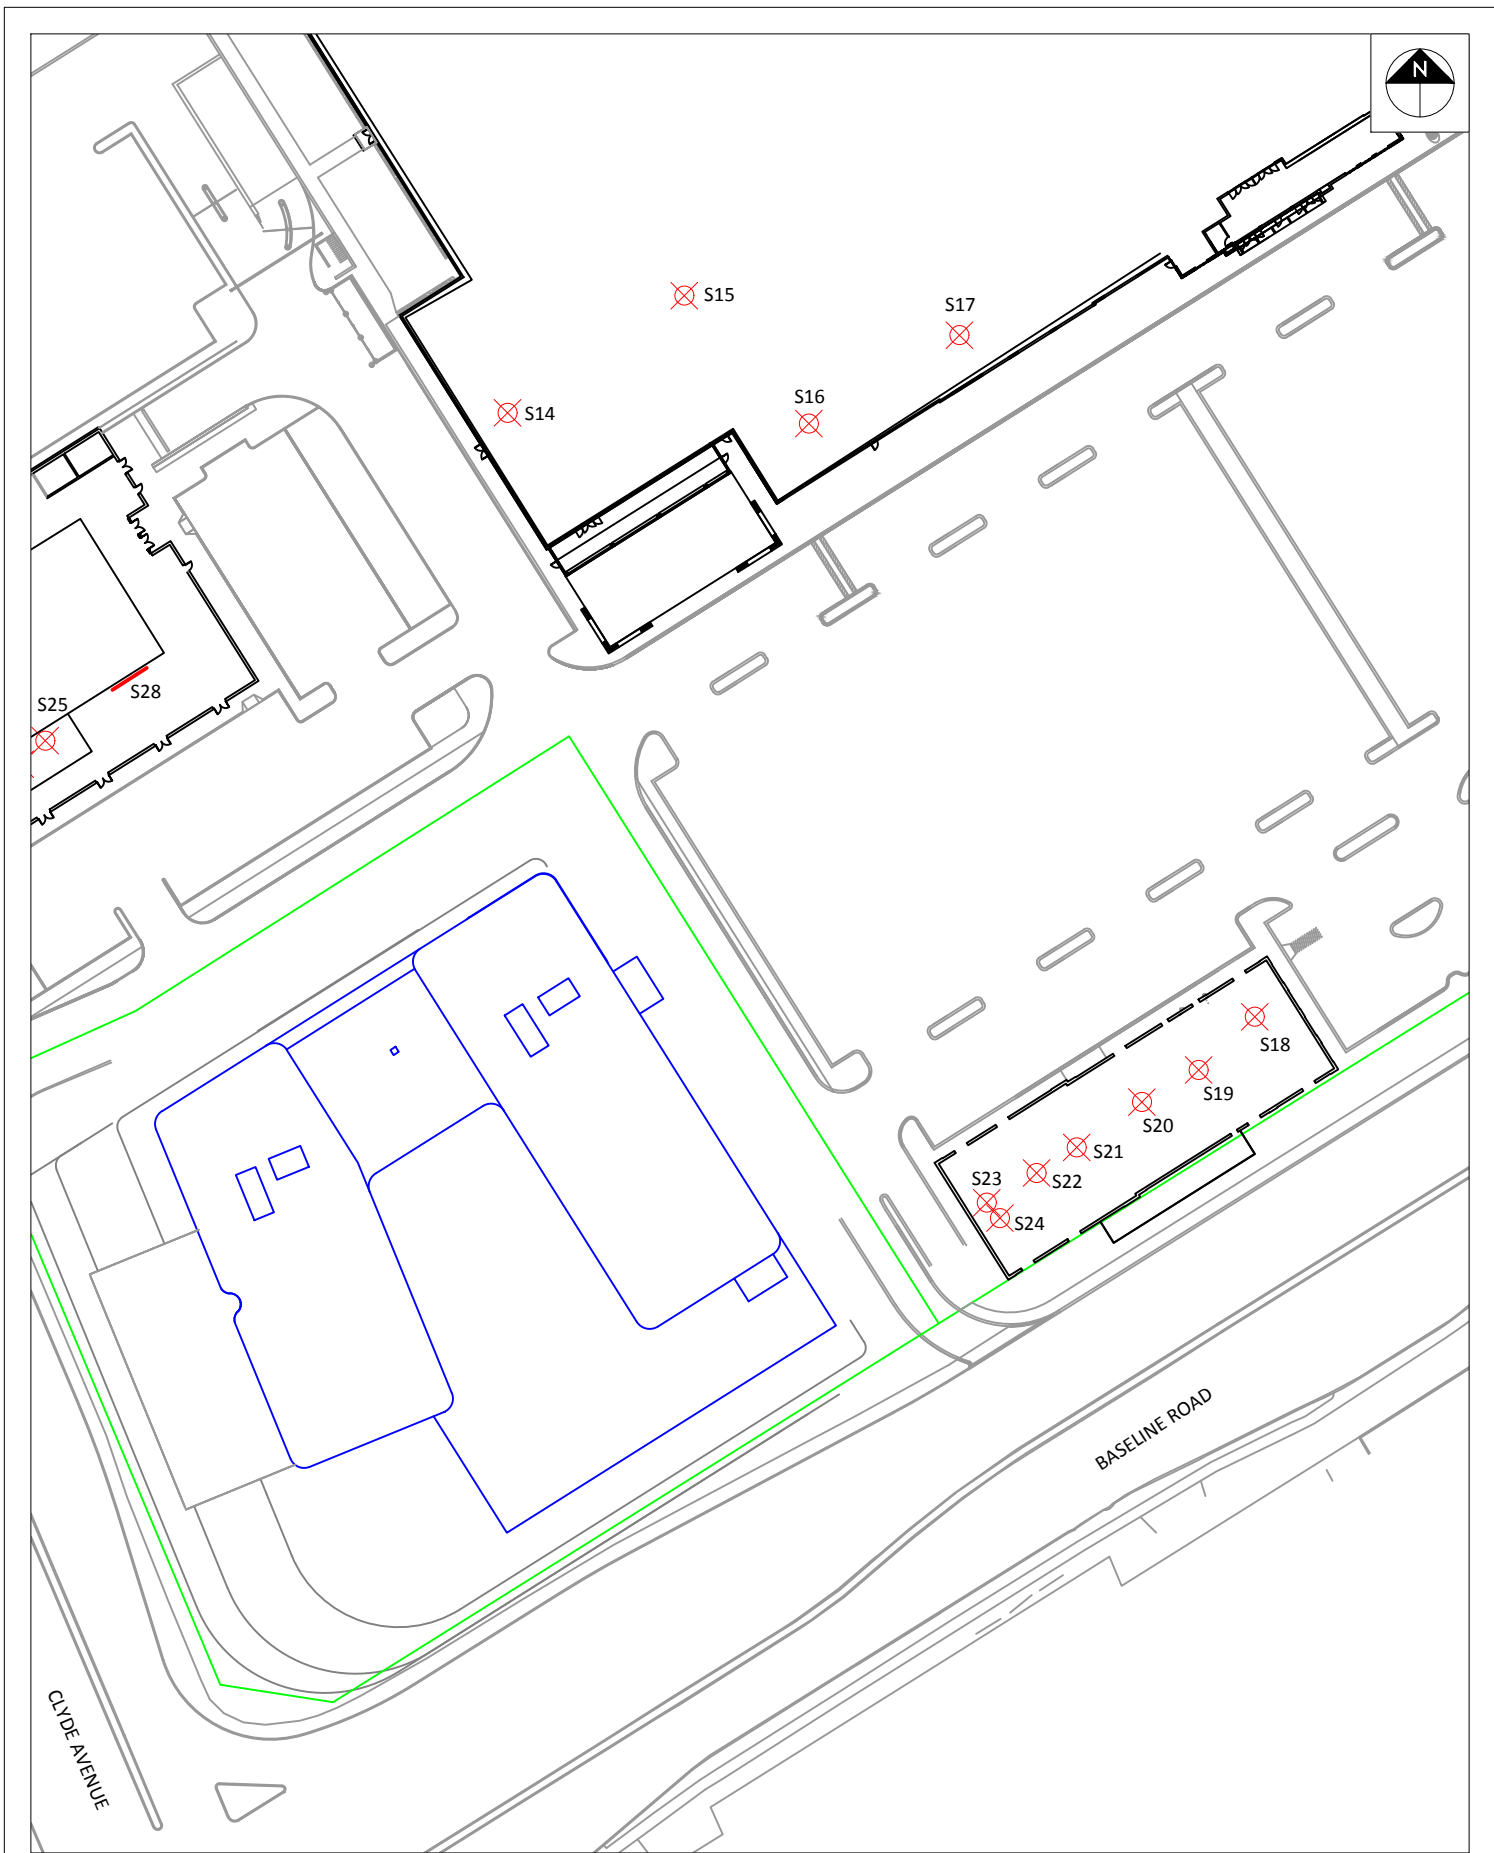 N
S15
S17
S14
S16
S28
S25
S18
S19
S20
S21
S22
S23
S24
BASELINE ROAD
CLYDE AVENUE